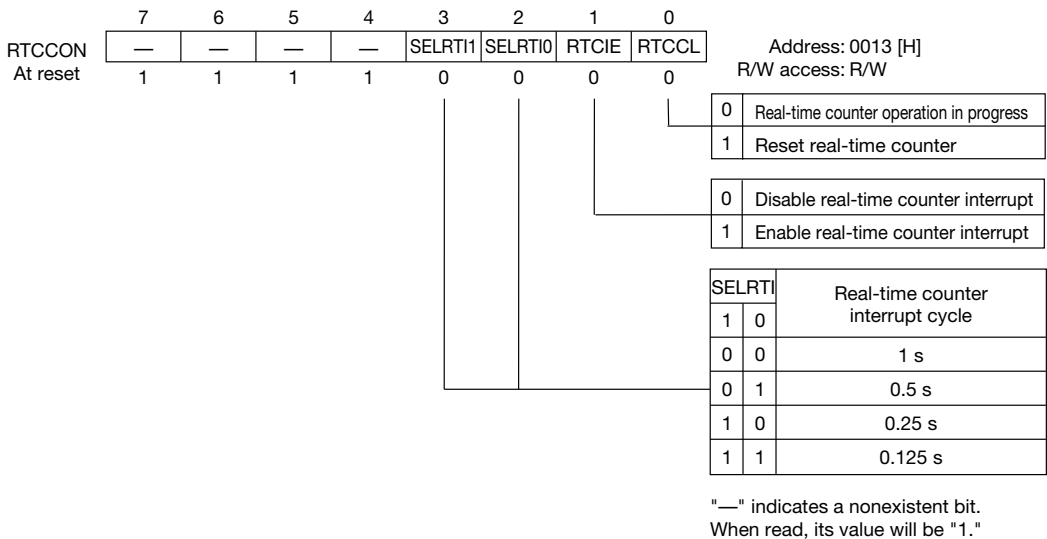 7 6 5 4 3 2 1 0
RTCCON — — — — SELRTI1 SELRTI0 RTCIE RTCCL
At reset 1 1 1 1 0 0 0 0
Address: 0013 [H]
R/W access: R/W
0 Real-time counter operation in progress
1 Reset real-time counter
0 Disable real-time counter interrupt
1 Enable real-time counter interrupt
SELRTI Real-time counter
1 0 interrupt cycle
0 0 1 s
0 1 0.5 s
1 0 0.25 s
1 1 0.125 s
"—" indicates a nonexistent bit.
When read, its value will be "1."